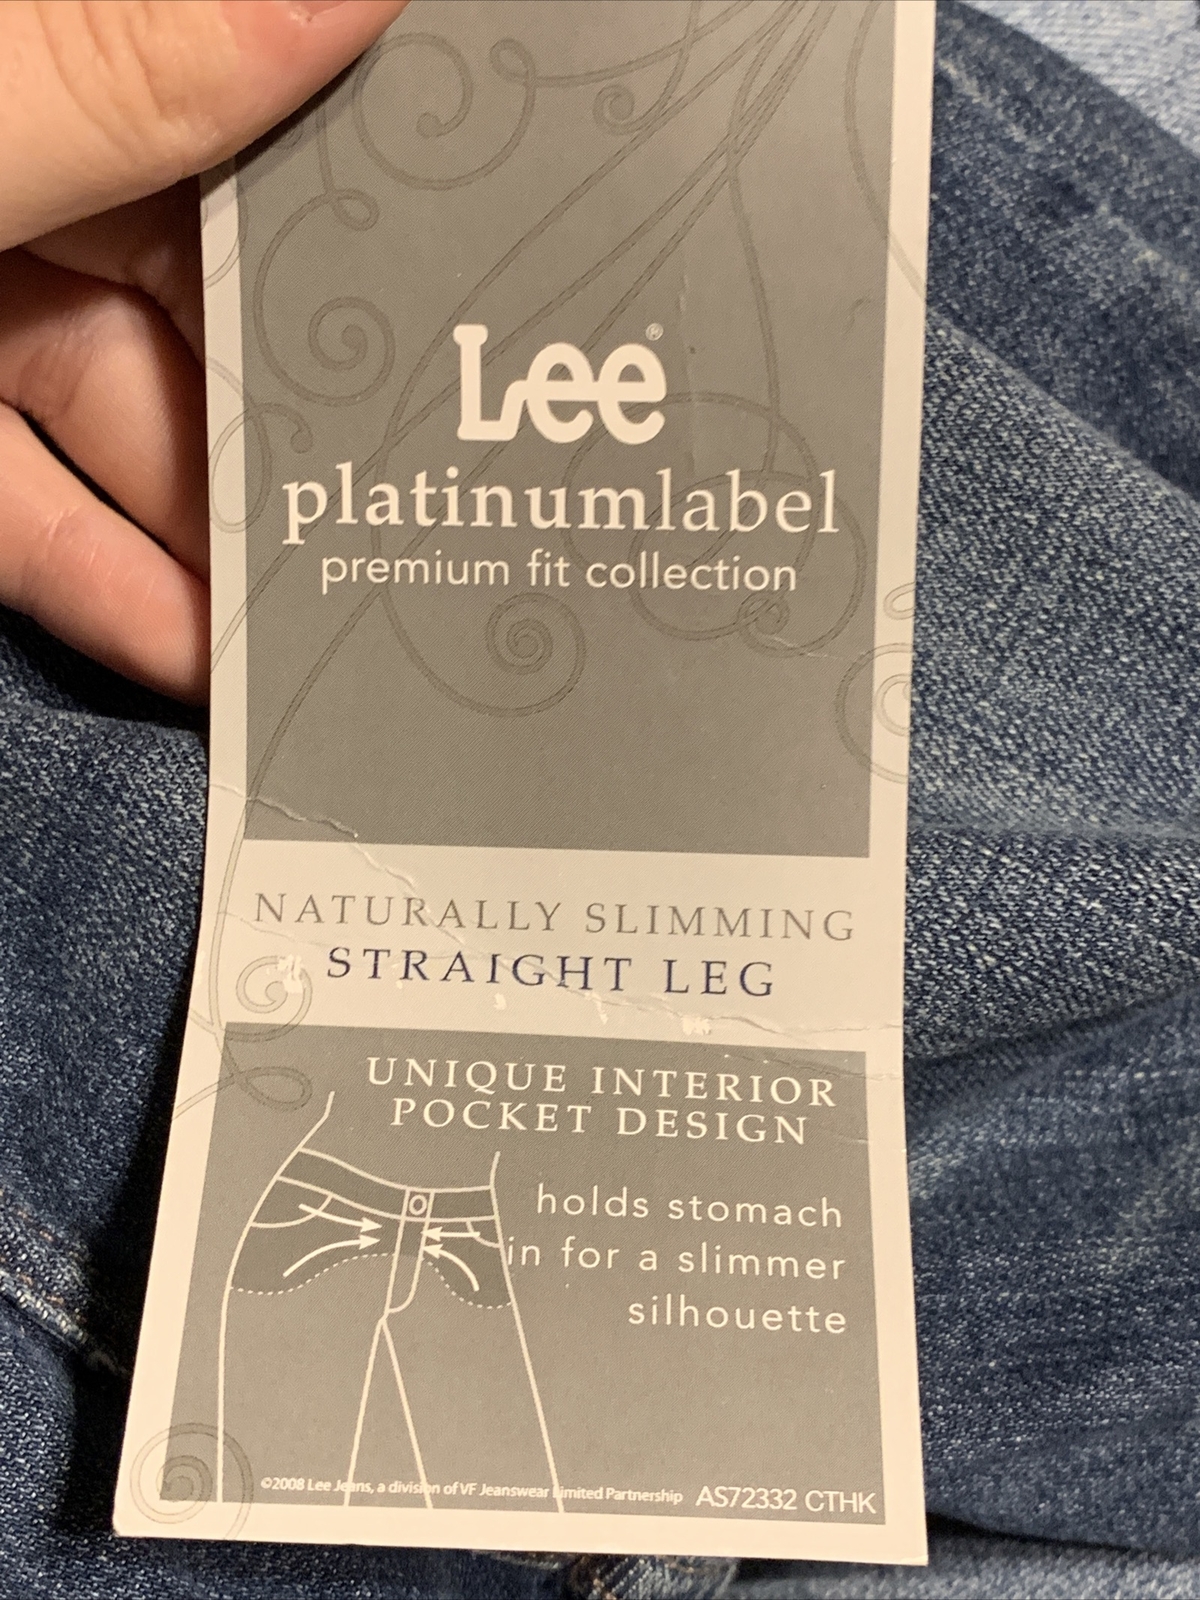 Lee®
platinumlabel
premium fit collection
NATURALLY SLIMMING
STRAIGHT LEG
UNIQUE INTERIOR
POCKET DESIGN
holds stomach
in for a slimmer
silhouette
©2008 Lee Jeans, a division of VF Jeanswear Limited Partnership AS72332 CTHK